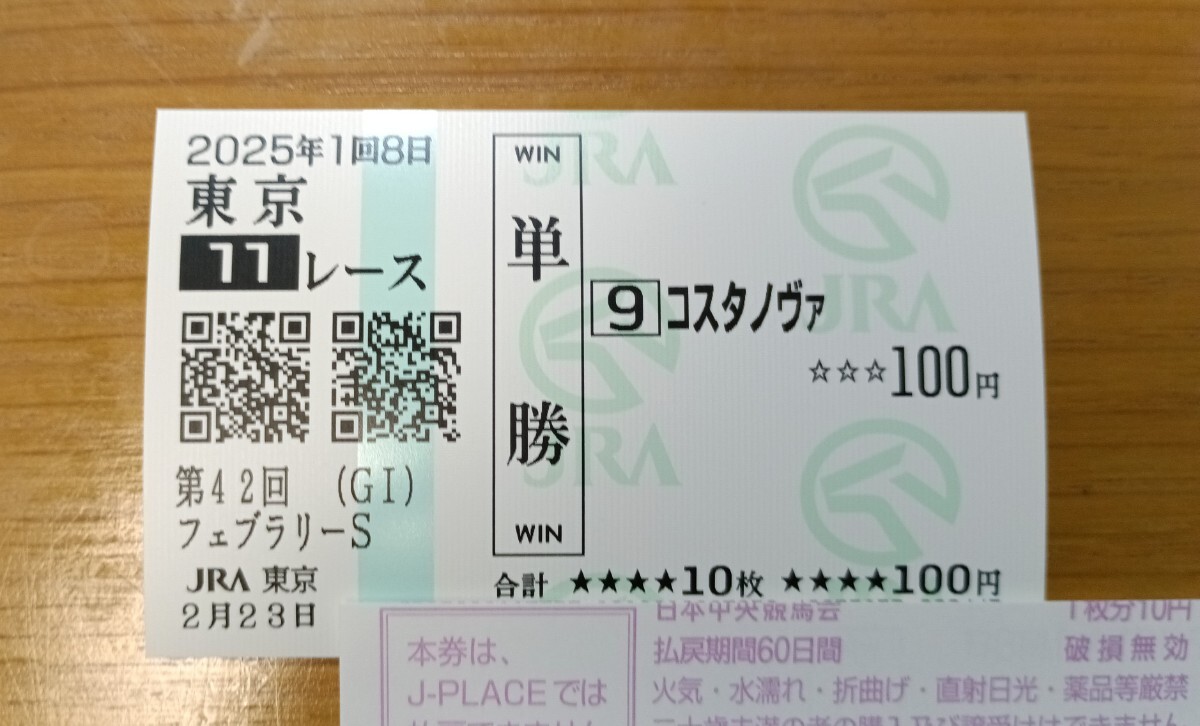 2025年1回8日
東京
11レース
第42回 (GI)
フェブラリーS
JRA 東京
2月23日
WIN
単勝
WIN
9 コスタノヴァ
☆☆☆100円
合計 ★★★★10枚 ★★★★100円
JRA
JRA
JRA
本券は、
J-PLACEでは
日本中央競馬会 1枚分10円
払戻期間60日間 破損無効
火気・水濡れ・折曲げ・直射日光・薬品等厳禁